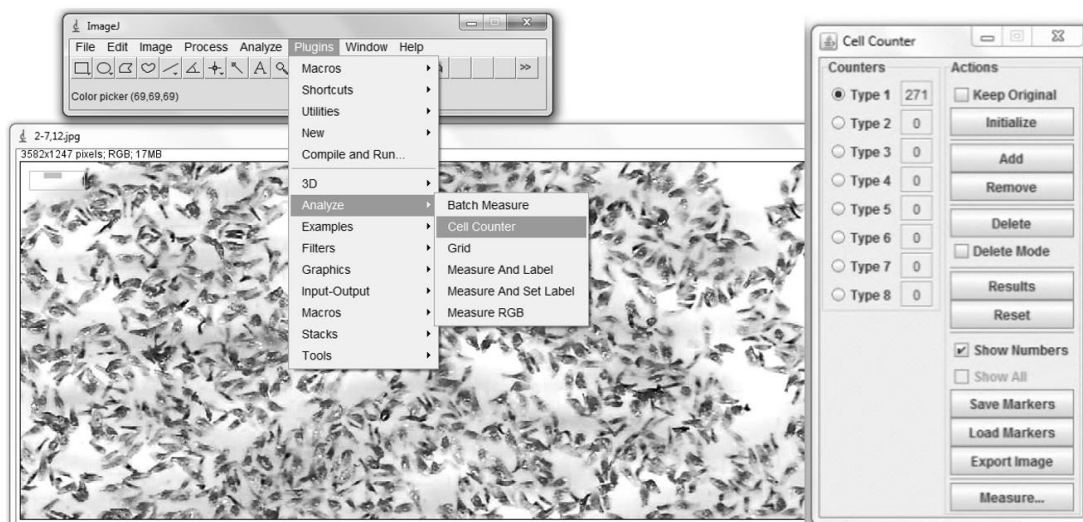 ImageJ
File Edit Image Process Analyze Plugins Window Help
>>
Color picker (69,69,69)
Macros
Shortcuts
Utilities
New
Compile and Run...
3D
Analyze
Examples
Filters
Graphics
Input-Output
Macros
Stacks
Tools
Batch Measure
Cell Counter
Grid
Measure And Label
Measure And Set Label
Measure RGB
2-7,12.jpg
3582x1247 pixels; RGB; 17MB
Cell Counter
Counters
Type 1 271
Type 2 0
Type 3 0
Type 4 0
Type 5 0
Type 6 0
Type 7 0
Type 8 0
Actions
Keep Original
Initialize
Add
Remove
Delete
Delete Mode
Results
Reset
Show Numbers
Show All
Save Markers
Load Markers
Export Image
Measure...